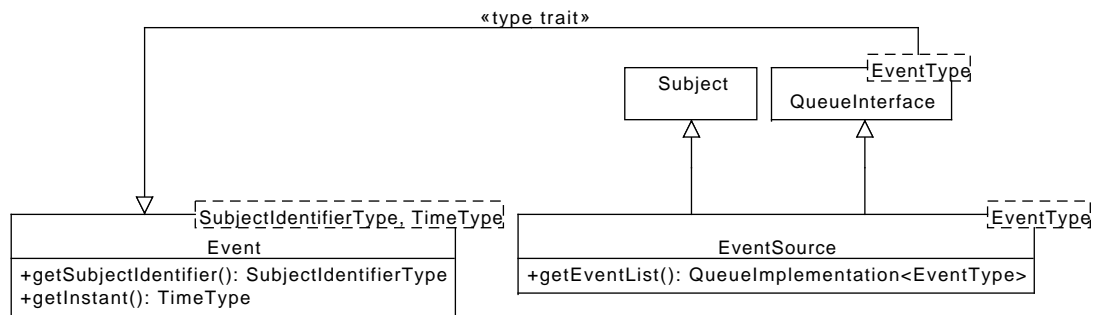 «type trait»
EventType
Subject
QueueInterface
SubjectIdentifierType, TimeType
EventType
Event
EventSource
+getSubjectIdentifier(): SubjectIdentifierType
+getInstant(): TimeType
+getEventList(): QueueImplementation<EventType>